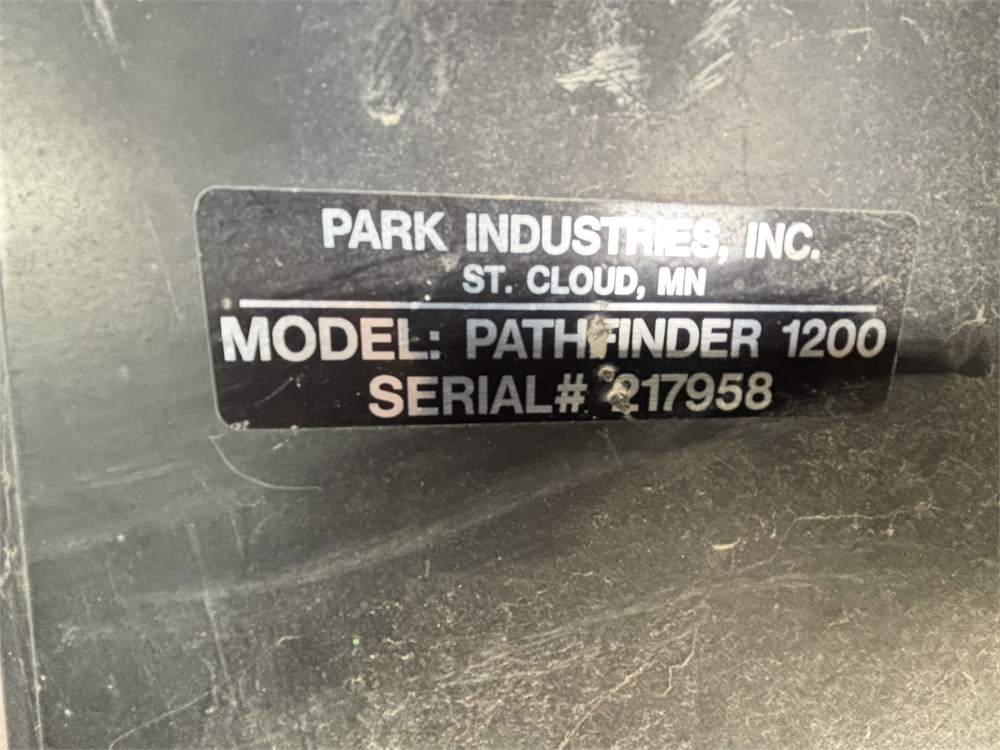 PARK INDUSTRIES, INC.
ST. CLOUD, MN
MODEL: PATHFINDER 1200
SERIAL# 217958